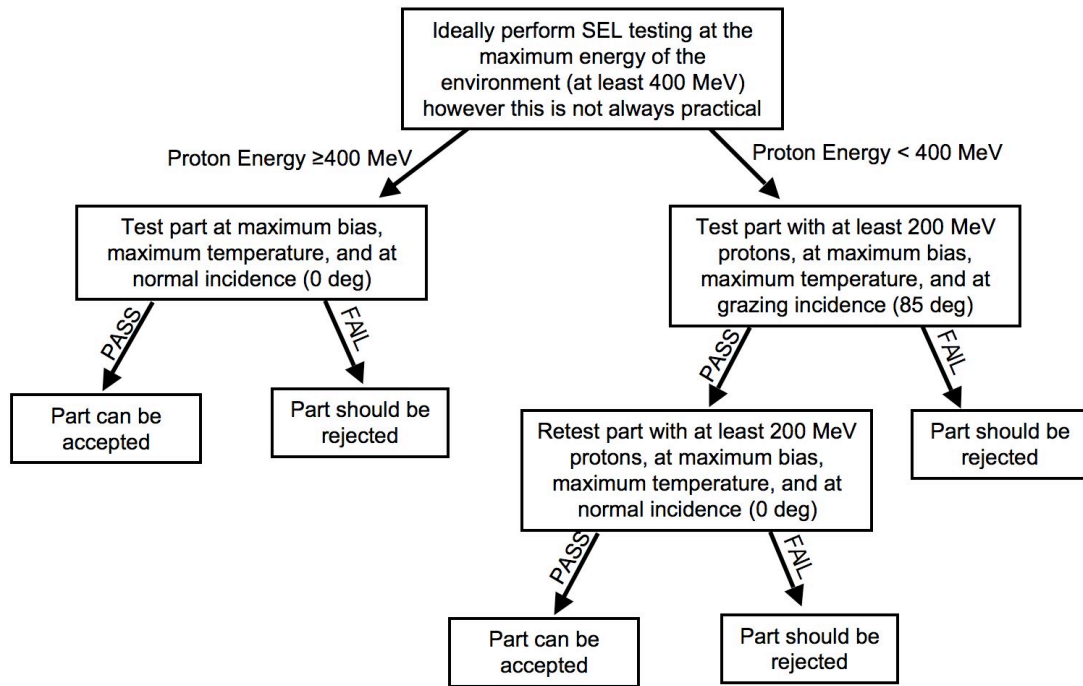 Ideally perform SEL testing at the
maximum energy of the
environment (at least 400 MeV)
however this is not always practical
Proton Energy ≥400 MeV
Proton Energy < 400 MeV
Test part at maximum bias,
maximum temperature, and at
normal incidence (0 deg)
Test part with at least 200 MeV
protons, at maximum bias,
maximum temperature, and at
grazing incidence (85 deg)
PASS
FAIL
PASS
FAIL
Part can be
accepted
Part should be
rejected
Retest part with at least 200 MeV
protons, at maximum bias,
maximum temperature, and at
normal incidence (0 deg)
Part should be
rejected
PASS
FAIL
Part can be
accepted
Part should be
rejected